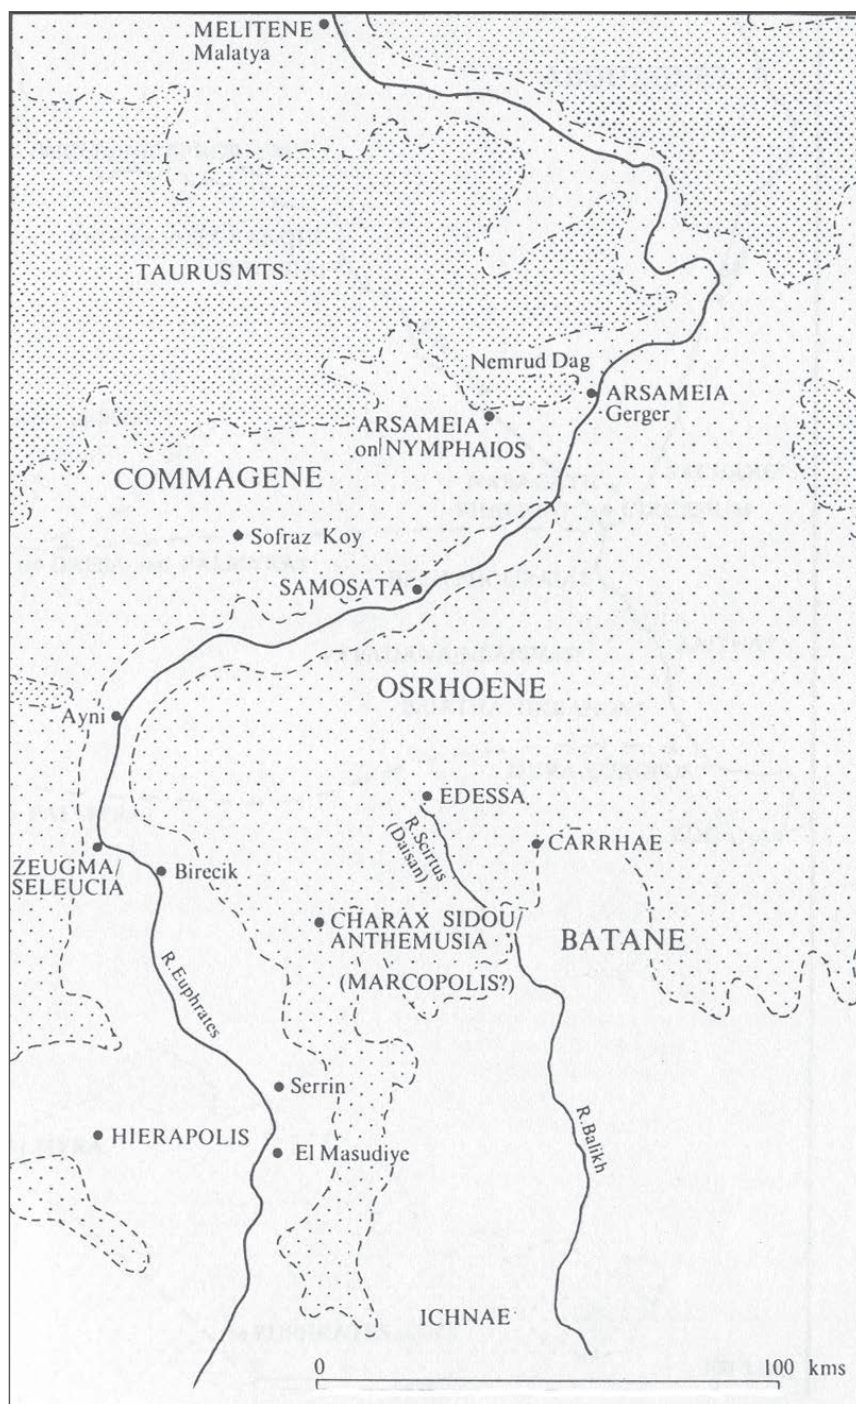 MELITENE
Malatya
TAURUS MTS
Nemrud Dag
ARSAMEIA
Gerger
ARSAMEIA
on NYMPHAIOS
COMMAGENE
Sofraz Koy
SAMOSATA
OSRHOENE
Ayni
EDESSA
R.Scirtus
(Daisan)
CARRHAE
ZEUGMA/
SELEUCIA
Birecik
CHARAX SIDOU/
ANTHEMUSIA
(MARCOPOLIS?)
BATANE
R.Euphrates
Serrin
HIERAPOLIS
El Masudiye
R.Balikh
ICHNAE
0 100 kms